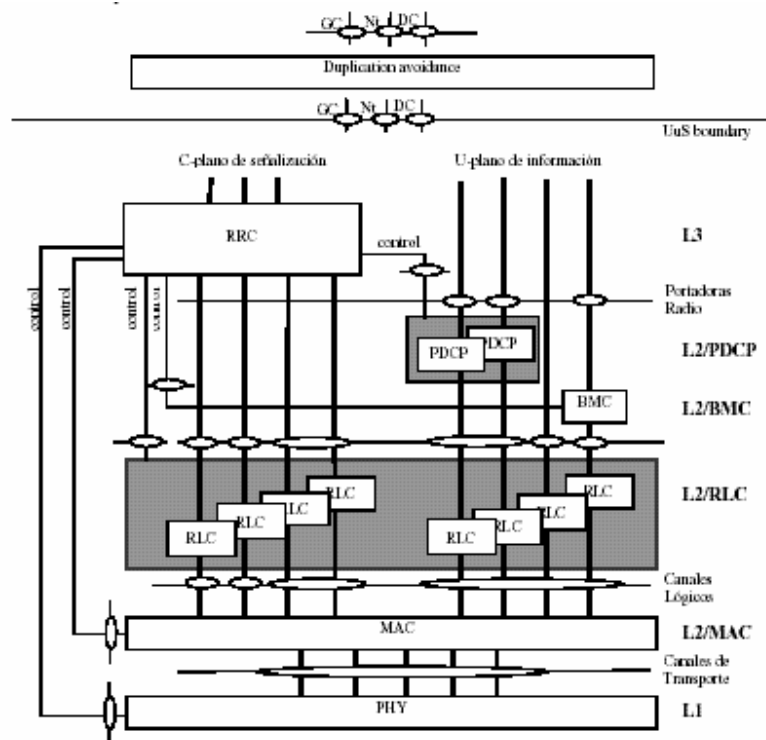 GC Nt DC
Duplication avoidance
GC Nt DC
UuS boundary
C-plano de señalización
U-plano de información
RRC
control
L3
control
control
control
control
Portadoras
Radio
PDCP
PDCP
L2/PDCP
BMC
L2/BMC
RLC
RLC
RLC
RLC
RLC
RLC
RLC
RLC
L2/RLC
Canales
Lógicos
MAC
L2/MAC
Canales de
Transporte
PHY
L1